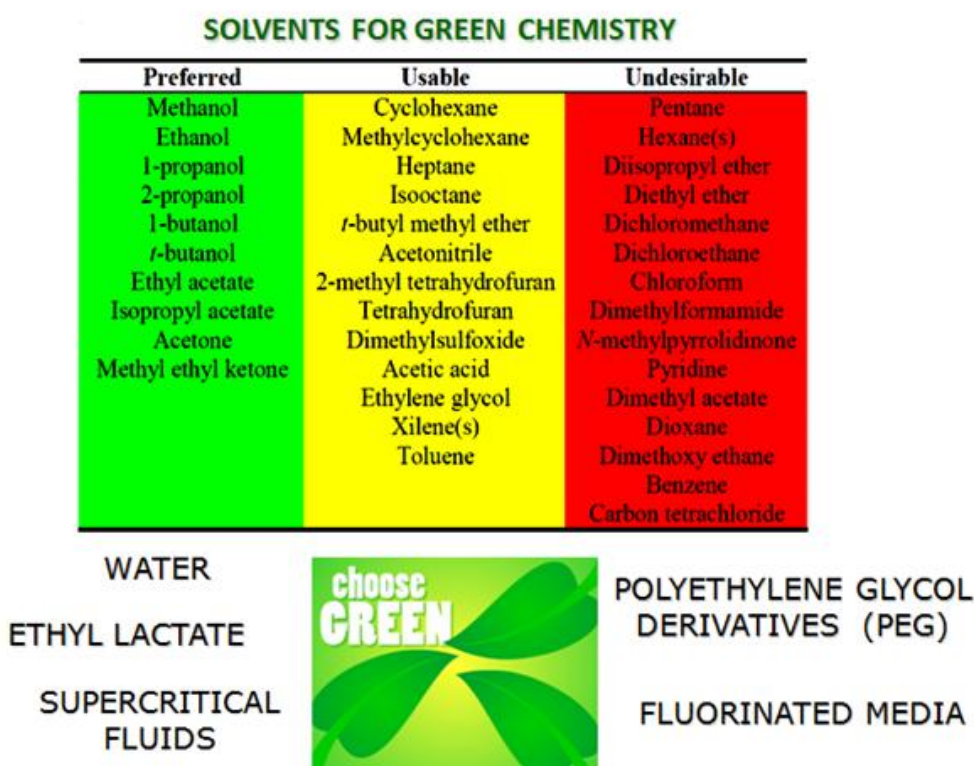 SOLVENTS FOR GREEN CHEMISTRY
Preferred
Methanol
Ethanol
1-propanol
2-propanol
1-butanol
t-butanol
Ethyl acetate
Isopropyl acetate
Acetone
Methyl ethyl ketone
Usable
Cyclohexane
Methylcyclohexane
Heptane
Isooctane
t-butyl methyl ether
Acetonitrile
2-methyl tetrahydrofuran
Tetrahydrofuran
Dimethylsulfoxide
Acetic acid
Ethylene glycol
Xilene(s)
Toluene
Undesirable
Pentane
Hexane(s)
Diisopropyl ether
Diethyl ether
Dichloromethane
Dichloroethane
Chloroform
Dimethylformamide
N-methylpyrrolidinone
Pyridine
Dimethyl acetate
Dioxane
Dimethoxy ethane
Benzene
Carbon tetrachloride
WATER
ETHYL LACTATE
SUPERCRITICAL
FLUIDS
choose
GREEN
POLYETHYLENE GLYCOL
DERIVATIVES (PEG)
FLUORINATED MEDIA